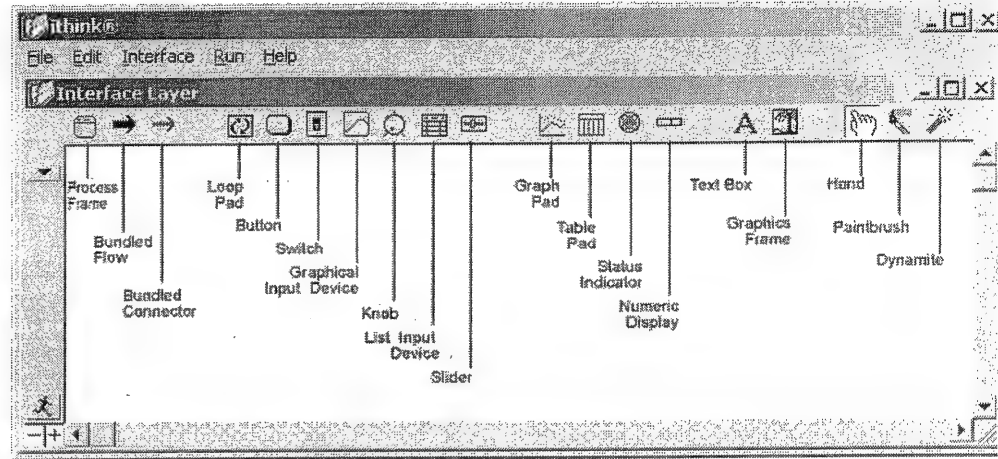 ithink®
File Edit Interface Run Help
Interface Layer
A
Process
Frame
Bundled
Flow
Bundled
Connector
Loop
Pad
Button
Switch
Graphical
Input Device
Knob
List Input
Device
Slider
Graph
Pad
Table
Pad
Status
Indicator
Numeric
Display
Text Box
Graphics
Frame
Hand
Paintbrush
Dynamite